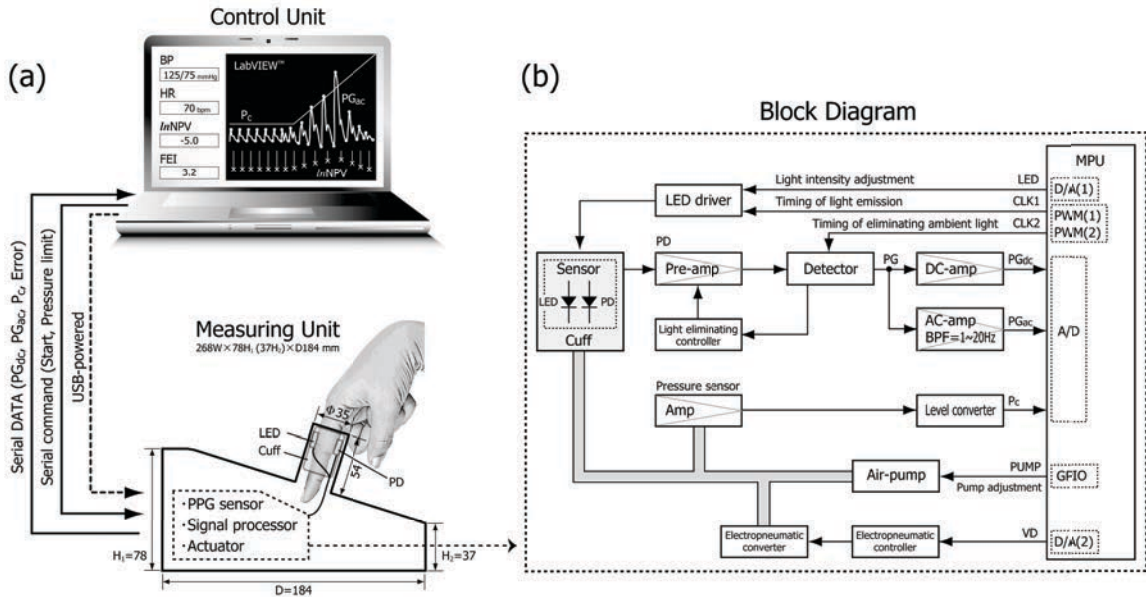 (a)
Control Unit
BP
125/75 mmHg
HR
70 bpm
lnNPV
-5.0
FEI
3.2
LabVIEW™
Pc
PGac
lnNPV
Serial DATA (PGdc, PGac, Pc, Error)
Serial command (Start, Pressure limit)
USB-powered
Measuring Unit
268W×78H₁ (37H₂)×D184 mm
Φ35
LED
Cuff
54
PD
·PPG sensor
·Signal processor
·Actuator
H₁=78
H₂=37
D=184
(b)
Block Diagram
MPU
Light intensity adjustment
LED
D/A(1)
LED driver
Timing of light emission
CLK1
PWM(1)
Timing of eliminating ambient light
CLK2
PWM(2)
Sensor
LED
PD
Cuff
PD
Pre-amp
Detector
PG
DC-amp
PGdc
Light eliminating
controller
AC-amp
BPF=1~20Hz
PGac
A/D
Pressure sensor
Amp
Level converter
Pc
Air-pump
PUMP
Pump adjustment
GFIO
Electropneumatic
converter
Electropneumatic
controller
VD
D/A(2)